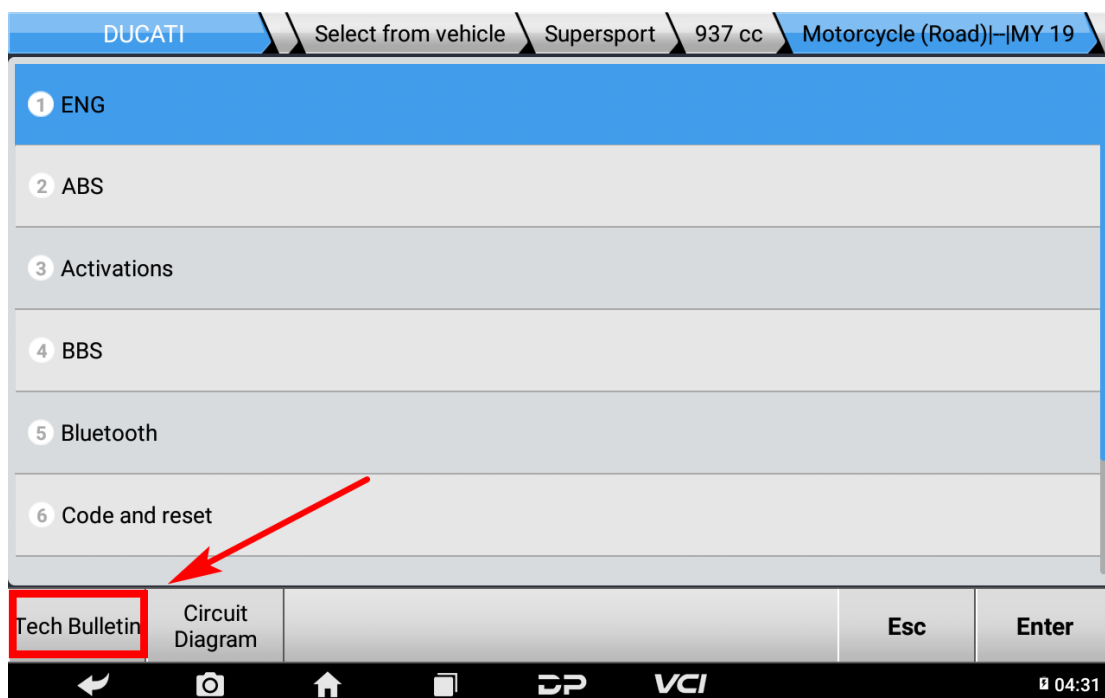 DUCATI
Select from vehicle
Supersport
937 cc
Motorcycle (Road)|--|MY 19
1 ENG
2 ABS
3 Activations
4 BBS
5 Bluetooth
6 Code and reset
Tech Bulletin
Circuit
Diagram
Esc
Enter
DP
VCI
04:31